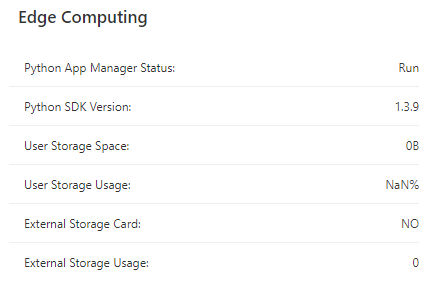 Edge Computing
Python App Manager Status: Run
Python SDK Version: 1.3.9
User Storage Space: 0B
User Storage Usage: NaN%
External Storage Card: NO
External Storage Usage: 0